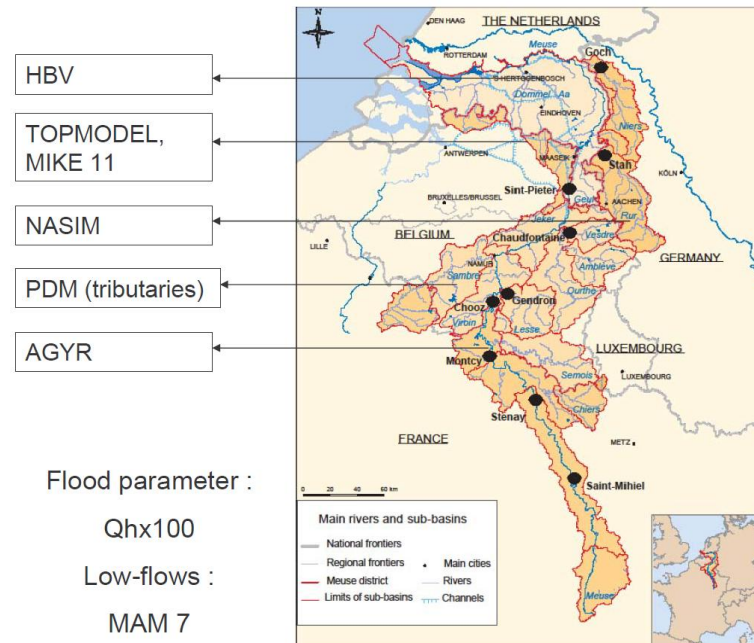 HBV
TOPMODEL,
MIKE 11
NASIM
PDM (tributaries)
AGYR
Flood parameter :
Qhx100
Low-flows :
MAM 7
DEN HAAG
THE NETHERLANDS
ROTTERDAM
Meuse
Goch
S-HERTOGENBOSCH
Dommel
Aa
EINDHOVEN
Niers
ANTWERPEN
MAASEIK
Stah
KÖLN
Sint-Pieter
BRUXELLES/BRUSSEL
Geul
AACHEN
Jeker
Rur
BELGIUM
Chaudfontaine
Vesdre
LILLE
GERMANY
NAMUR
Amblève
Sambre
Ourthe
Gendron
Chooz
Viroin
Lesse
LUXEMBOURG
Montcy
Semois
LUXEMBOURG
Stenay
Chiers
FRANCE
METZ
Saint-Mihiel
0 20 40 60 km
Main rivers and sub-basins
National frontiers
Regional frontiers
Main cities
Meuse district
Rivers
Limits of sub-basins
Channels
Meuse